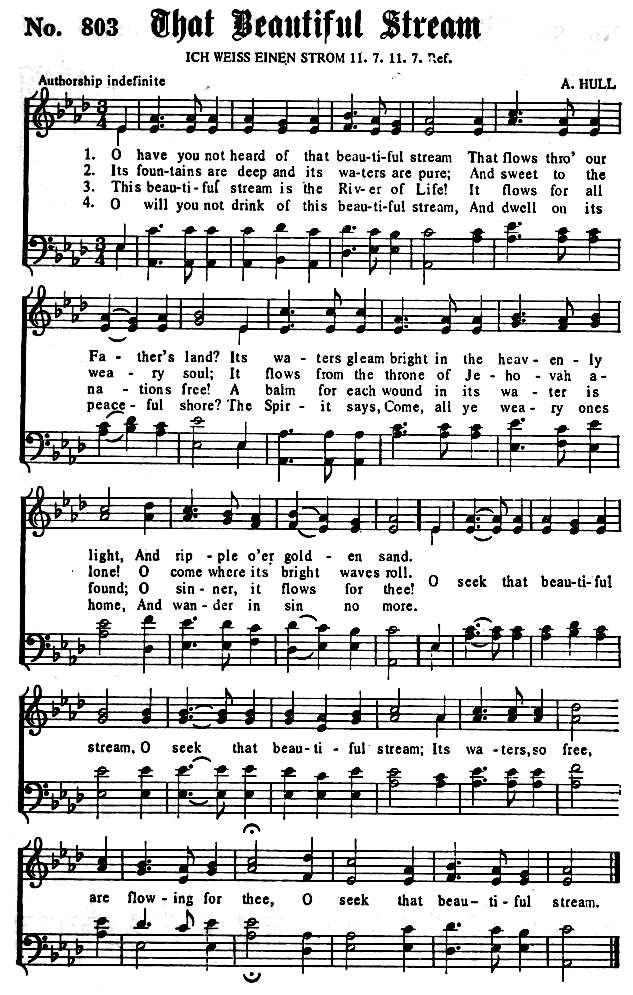 No. 803 That Beautiful Stream
ICH WEISS EINEN STROM 11. 7. 11. 7. Ref.
Authorship indefinite A. HULL
3 4
1. O have you not heard of that beau-ti-ful stream That flows thro' our
2. Its foun-tains are deep and its wa-ters are pure; And sweet to the
3. This beau-ti-ful stream is the Riv-er of Life! It flows for all
4. O will you not drink of this beau-ti-ful stream, And dwell on its
3 4
Fa - ther's land? Its wa - ters gleam bright in the heav - en - ly
wea - ry soul; It flows from the throne of Je - ho - vah a -
na - tions free! A balm for each wound in its wa - ter is
peace - ful shore? The Spir - it says, Come, all ye wea - ry ones
light, And rip - ple o'er gold - en sand.
lone! O come where its bright waves roll.
found; O sin - ner, it flows for thee!
home, And wan - der in sin no more.
O seek that beau-ti-ful
stream, O seek that beau - ti - ful stream; Its wa - ters, so free,
are flow - ing for thee, O seek that beau - ti - ful stream.